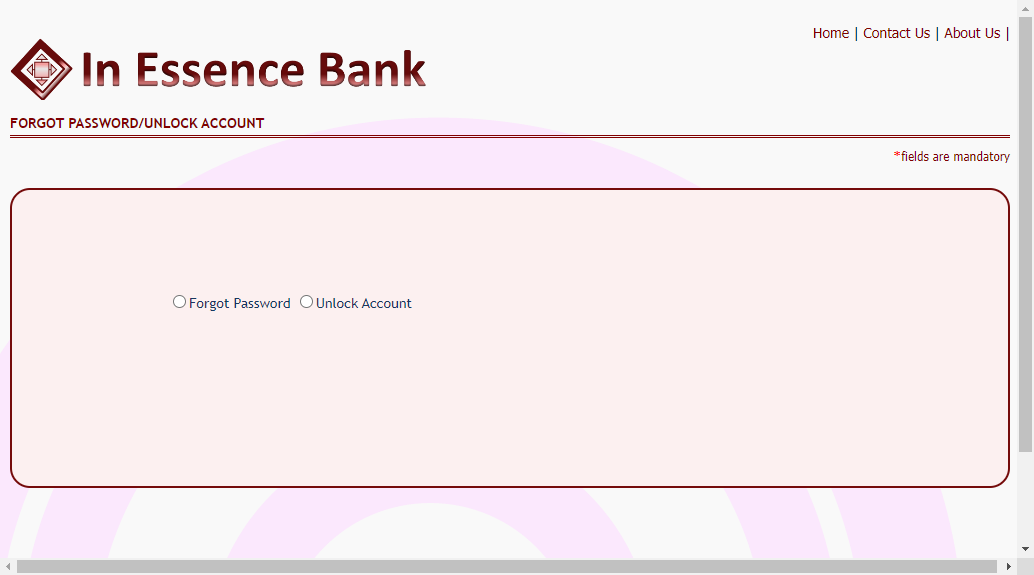 Home | Contact Us | About Us |
In Essence Bank
FORGOT PASSWORD/UNLOCK ACCOUNT
*fields are mandatory
Forgot Password Unlock Account